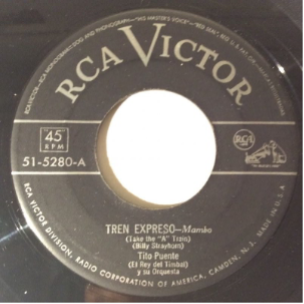 RCA VICTOR
45
RPM
51-5280-A
TREN EXPRESO—Mambo
(Take the "A" Train)
(Billy Strayhorn)
Tito Puente
(El Rey del Timbal)
y su Orquesta
RCA VICTOR DIVISION, RADIO CORPORATION OF AMERICA, CAMDEN, N. J. MADE IN U.S.A.